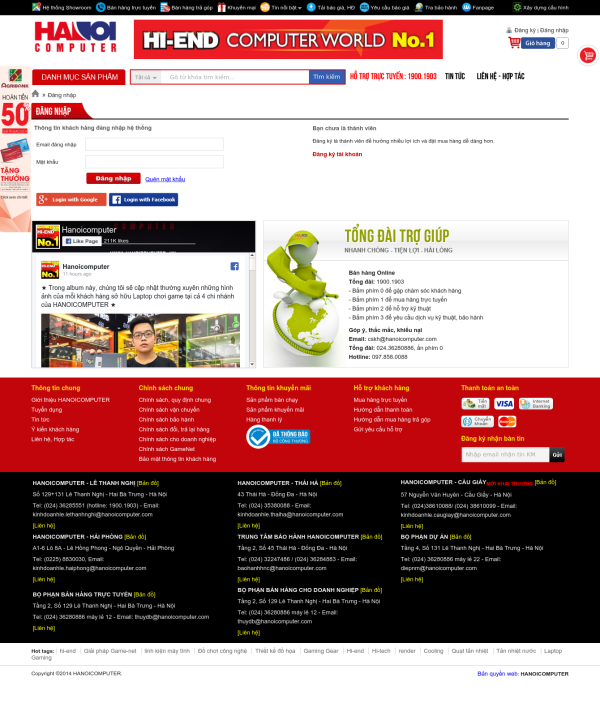 Hệ thống Showroom
Bán hàng trực tuyến
Bán hàng trả góp
Khuyến mại
Tin nổi bật
Tải báo giá, HĐ
Yêu cầu báo giá
Tra bảo hành
Fanpage
Xây dựng cấu hình
HANOI
COMPUTER
HI-END COMPUTER WORLD No.1
Đăng ký | Đăng nhập
Giỏ hàng 0
DANH MỤC SẢN PHẨM
Tất cả
Gõ từ khóa tìm kiếm...
Tìm kiếm
HỖ TRỢ TRỰC TUYẾN : 1900.1903
TIN TỨC
LIÊN HỆ - HỢP TÁC
AGRIBANK
HOÀN TIỀN
50%
TẶNG
THƯỞNG
» Đăng nhập
ĐĂNG NHẬP
Thông tin khách hàng đăng nhập hệ thống
Email đăng nhập
Mật khẩu
Đăng nhập
Quên mật khẩu
Login with Google
Login with Facebook
Bạn chưa là thành viên
Đăng ký là thành viên để hưởng nhiều lợi ích và đặt mua hàng dễ dàng hơn.
Đăng ký tài khoản
HI-END
No.1
Hanoicomputer
Like Page
211K likes
Hanoicomputer
11 hours ago
★ Trong album này, chúng tôi sẽ cập nhật thường xuyên những hình
ảnh của mỗi khách hàng sở hữu Laptop chơi game tại cả 4 chi nhánh
của HANOICOMPUTER ★
TỔNG ĐÀI TRỢ GIÚP
NHANH CHÓNG - TIỆN LỢI - HÀI LÒNG
Bán hàng Online
Tổng đài: 1900.1903
- Bấm phím 0 để gặp chăm sóc khách hàng
- Bấm phím 1 để mua hàng trực tuyến
- Bấm phím 2 để hỗ trợ kỹ thuật
- Bấm phím 3 để yêu cầu dịch vụ kỹ thuật, bảo hành
Góp ý, thắc mắc, khiếu nại
Email: cskh@hanoicomputer.com
Tổng đài: 024.36280886, ấn phím 0
Hotline: 097.858.0088
Thông tin chung
Giới thiệu HANOICOMPUTER
Tuyển dụng
Tin tức
Ý kiến khách hàng
Liên hệ, Hợp tác
Chính sách chung
Chính sách, quy định chung
Chính sách vận chuyển
Chính sách bảo hành
Chính sách đổi, trả lại hàng
Chính sách cho doanh nghiệp
Chính sách GameNet
Bảo mật thông tin khách hàng
Thông tin khuyến mãi
Sản phẩm bán chạy
Sản phẩm khuyến mãi
Hàng thanh lý
ĐÃ THÔNG BÁO
BỘ CÔNG THƯƠNG
Hỗ trợ khách hàng
Mua hàng trực tuyến
Hướng dẫn thanh toán
Hướng dẫn mua hàng trả góp
Gửi yêu cầu hỗ trợ
Thanh toán an toàn
Tiền mặt
VISA
Internet Banking
Chuyển khoản
Đăng ký nhận bản tin
Nhập email nhận tin KM
Gửi
HANOICOMPUTER - LÊ THANH NGHỊ [Bản đồ]
Số 129+131 Lê Thanh Nghị - Hai Bà Trưng - Hà Nội
Tel: (024) 36285551 (hotline: 1900.1903) - Email:
kinhdoanhle.lethanhnghi@hanoicomputer.com
[Liên hệ]
HANOICOMPUTER - HẢI PHÒNG [Bản đồ]
A1-6 Lô 8A - Lê Hồng Phong - Ngô Quyền - Hải Phòng
Tel: (0225) 8830030, Email:
kinhdoanhle.haiphong@hanoicomputer.com
[Liên hệ]
BỘ PHẬN BÁN HÀNG TRỰC TUYẾN [Bản đồ]
Tầng 2, Số 129 Lê Thanh Nghị - Hai Bà Trưng - Hà Nội
Tel: (024) 36280886 máy lẻ 12 - Email: thuydb@hanoicomputer.com
[Liên hệ]
HANOICOMPUTER - THÁI HÀ [Bản đồ]
43 Thái Hà - Đống Đa - Hà Nội
Tel: (024) 35380088 - Email:
kinhdoanhle.thaiha@hanoicomputer.com
[Liên hệ]
TRUNG TÂM BẢO HÀNH HANOICOMPUTER [Bản đồ]
Tầng 2, Số 45 Thái Hà - Đống Đa - Hà Nội
Tel: (024) 32247486 / (024) 36284883 - Email:
baohanhhnc@hanoicomputer.com
[Liên hệ]
BỘ PHẬN BÁN HÀNG CHO DOANH NGHIỆP [Bản đồ]
Tầng 2, Số 129 Lê Thanh Nghị - Hai Bà Trưng - Hà Nội
Tel: (024) 36280886 máy lẻ 12 - Email:
thuydb@hanoicomputer.com
[Liên hệ]
HANOICOMPUTER - CẦU GIẤY MỚI KHAI TRƯƠNG [Bản đồ]
57 Nguyễn Văn Huyên - Cầu Giấy - Hà Nội
Tel: (024)38610088/ (024) 38610099 - Email:
kinhdoanhle.caugiay@hanoicomputer.com
[Liên hệ]
BỘ PHẬN DỰ ÁN [Bản đồ]
Tầng 4, Số 131 Lê Thanh Nghị - Hai Bà Trưng - Hà Nội
Tel: (024) 36280886 máy lẻ 22 - Email:
diepnm@hanoicomputer.com
[Liên hệ]
Hot tags: hi-end | Giải pháp Game-net | linh kiện máy tính | Đồ chơi công nghệ | Thiết kế đồ họa | Gaming Gear | Hi-end | Hi-tech | render | Cooling | Quạt tản nhiệt | Tản nhiệt nước | Laptop
Gaming
Copyright ©2014 HANOICOMPUTER.
Bản quyền web: HANOICOMPUTER